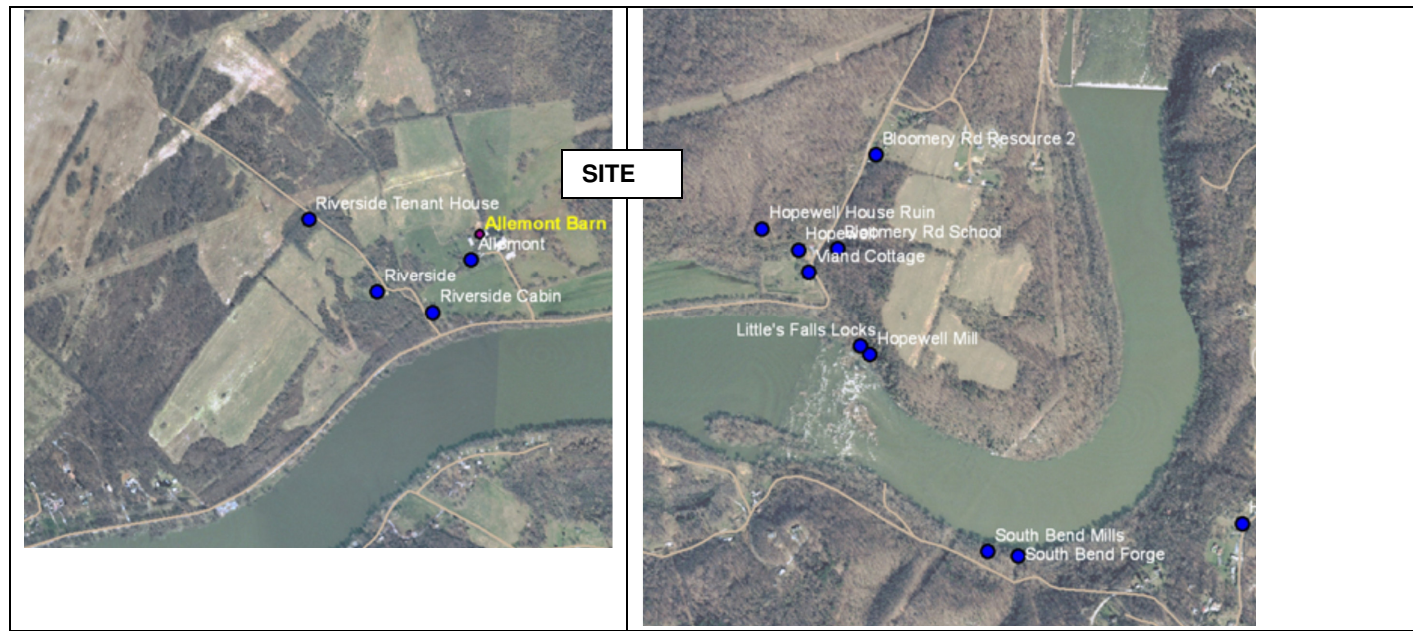 SITE
Riverside Tenant House
Allemont Barn
Allemont
Riverside
Riverside Cabin
Bloomery Rd Resource 2
Hopewell House Ruin
Hopewell
Bloomery Rd School
Viand Cottage
Little's Falls Locks
Hopewell Mill
South Bend Mills
South Bend Forge